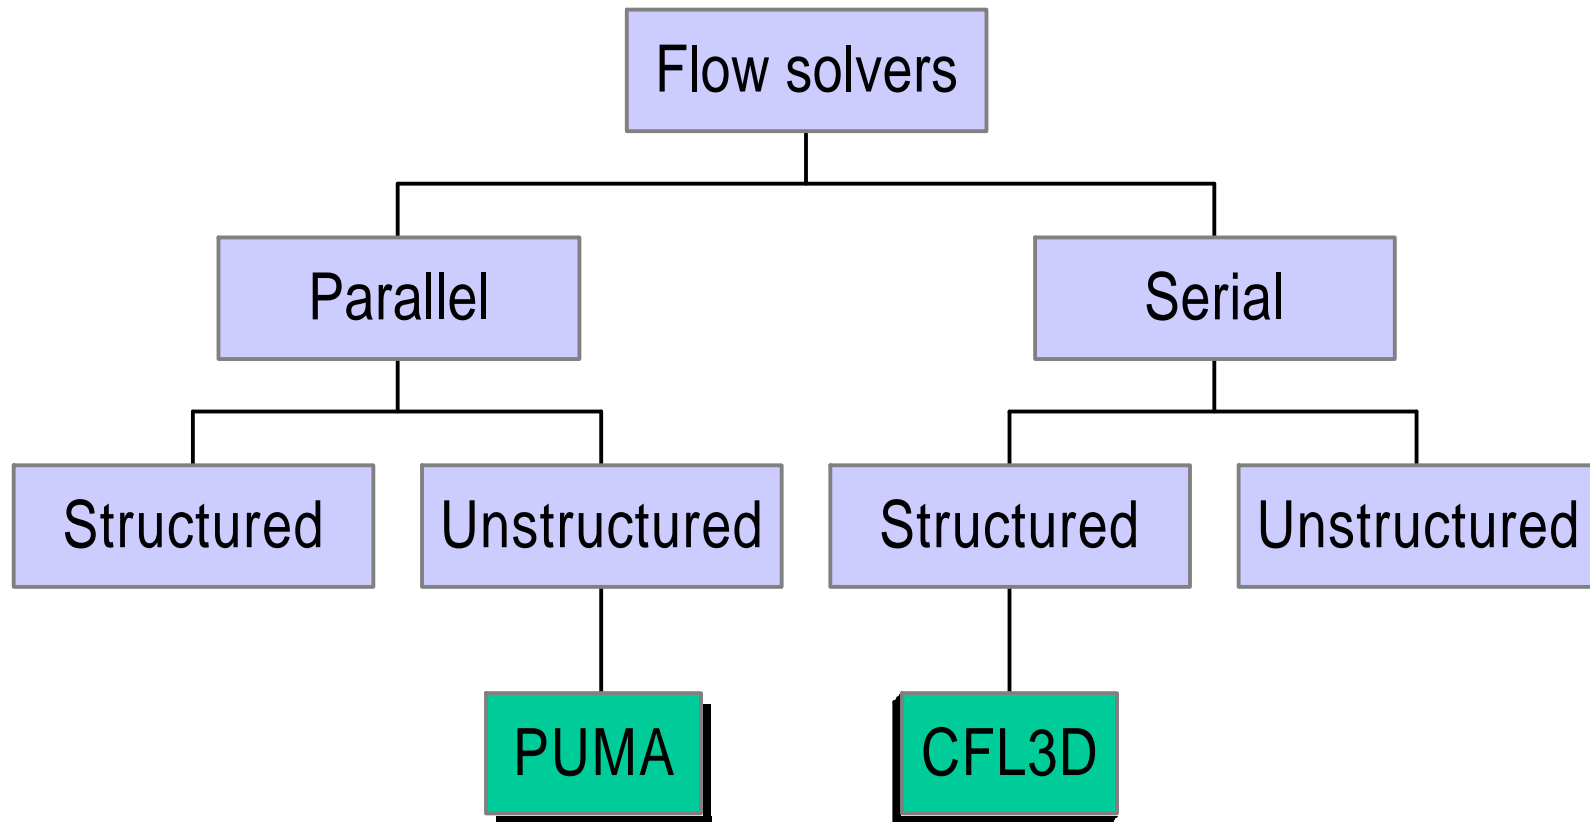 Flow solvers
Parallel
Serial
Structured
Unstructured
Structured
Unstructured
PUMA
CFL3D